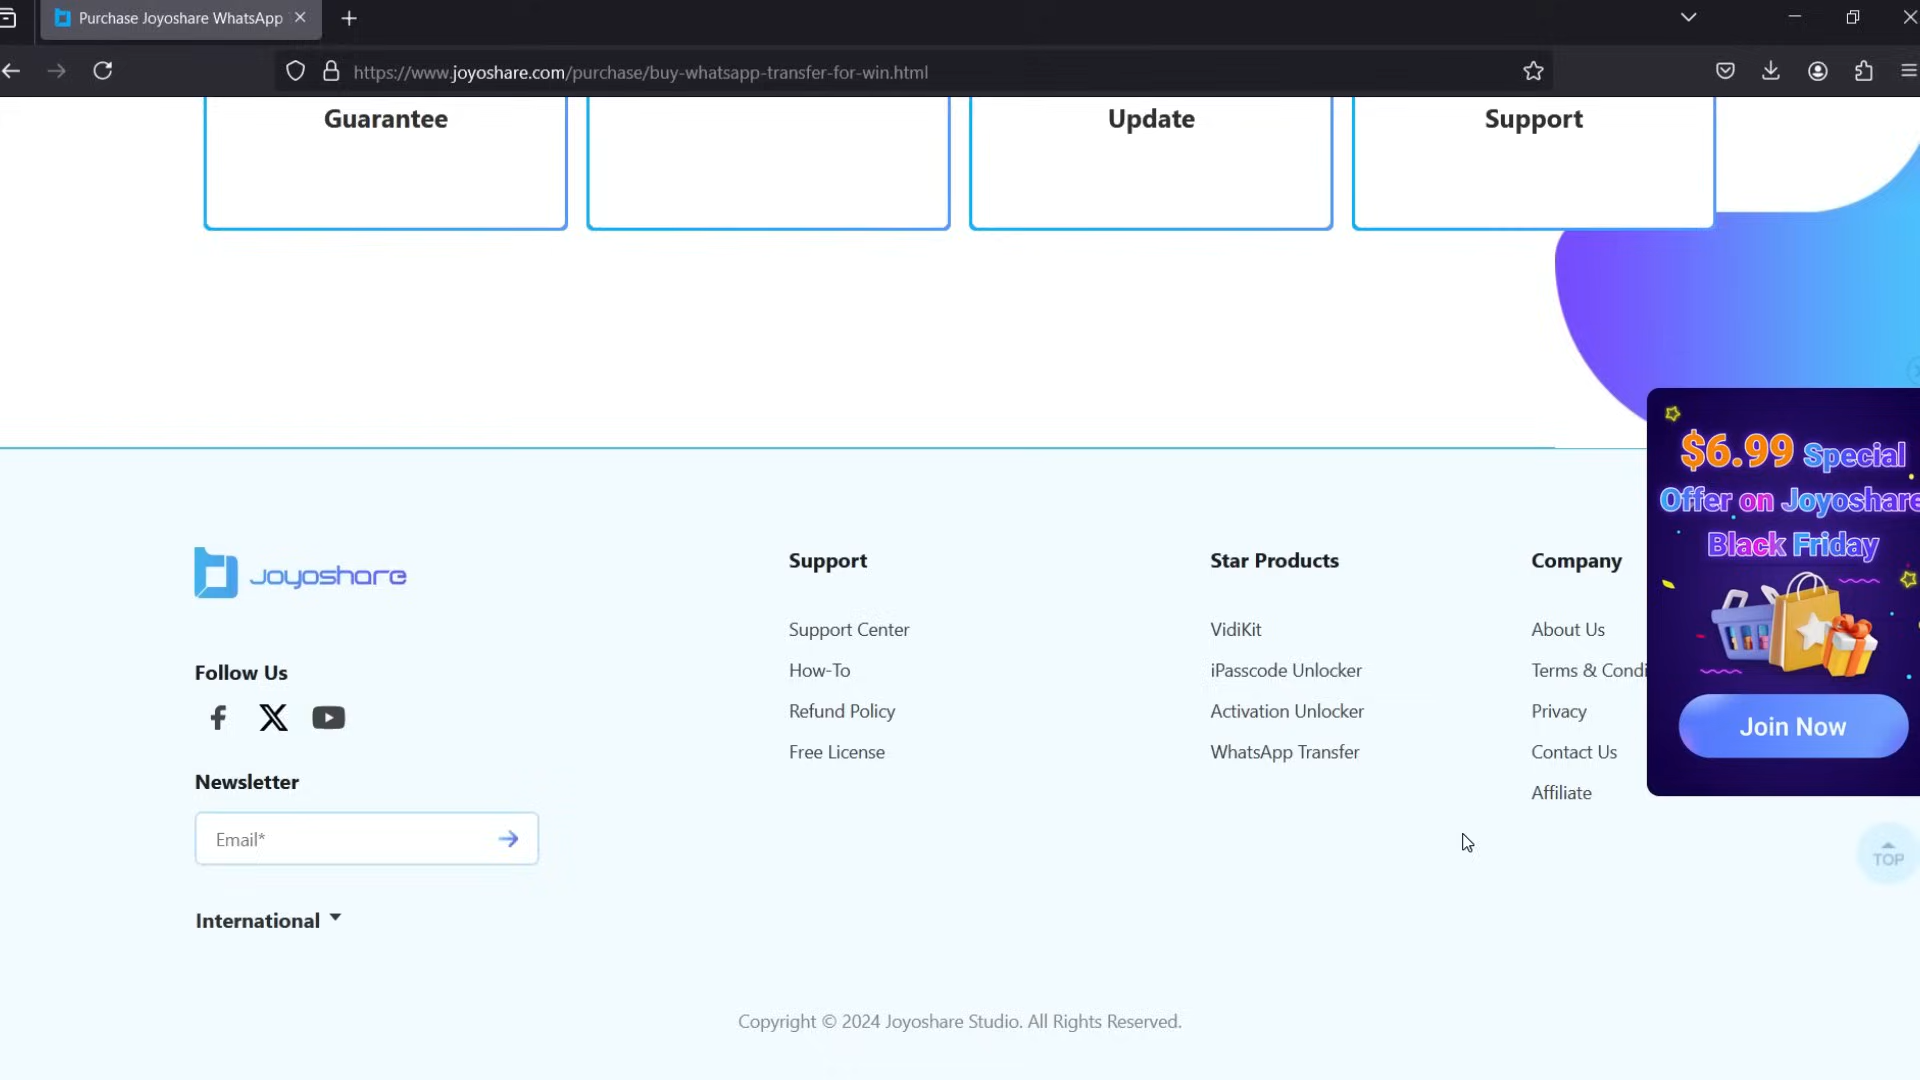 Purchase Joyoshare WhatsApp
https://www.joyoshare.com/purchase/buy-whatsapp-transfer-for-win.html
Guarantee
Update
Support
$6.99 Special
Offer on Joyoshare
Black Friday
Join Now
TOP
Joyoshare
Follow Us
Newsletter
Email*
International
Support
Support Center
How-To
Refund Policy
Free License
Star Products
VidiKit
iPasscode Unlocker
Activation Unlocker
WhatsApp Transfer
Company
About Us
Terms & Condi
Privacy
Contact Us
Affiliate
Copyright © 2024 Joyoshare Studio. All Rights Reserved.